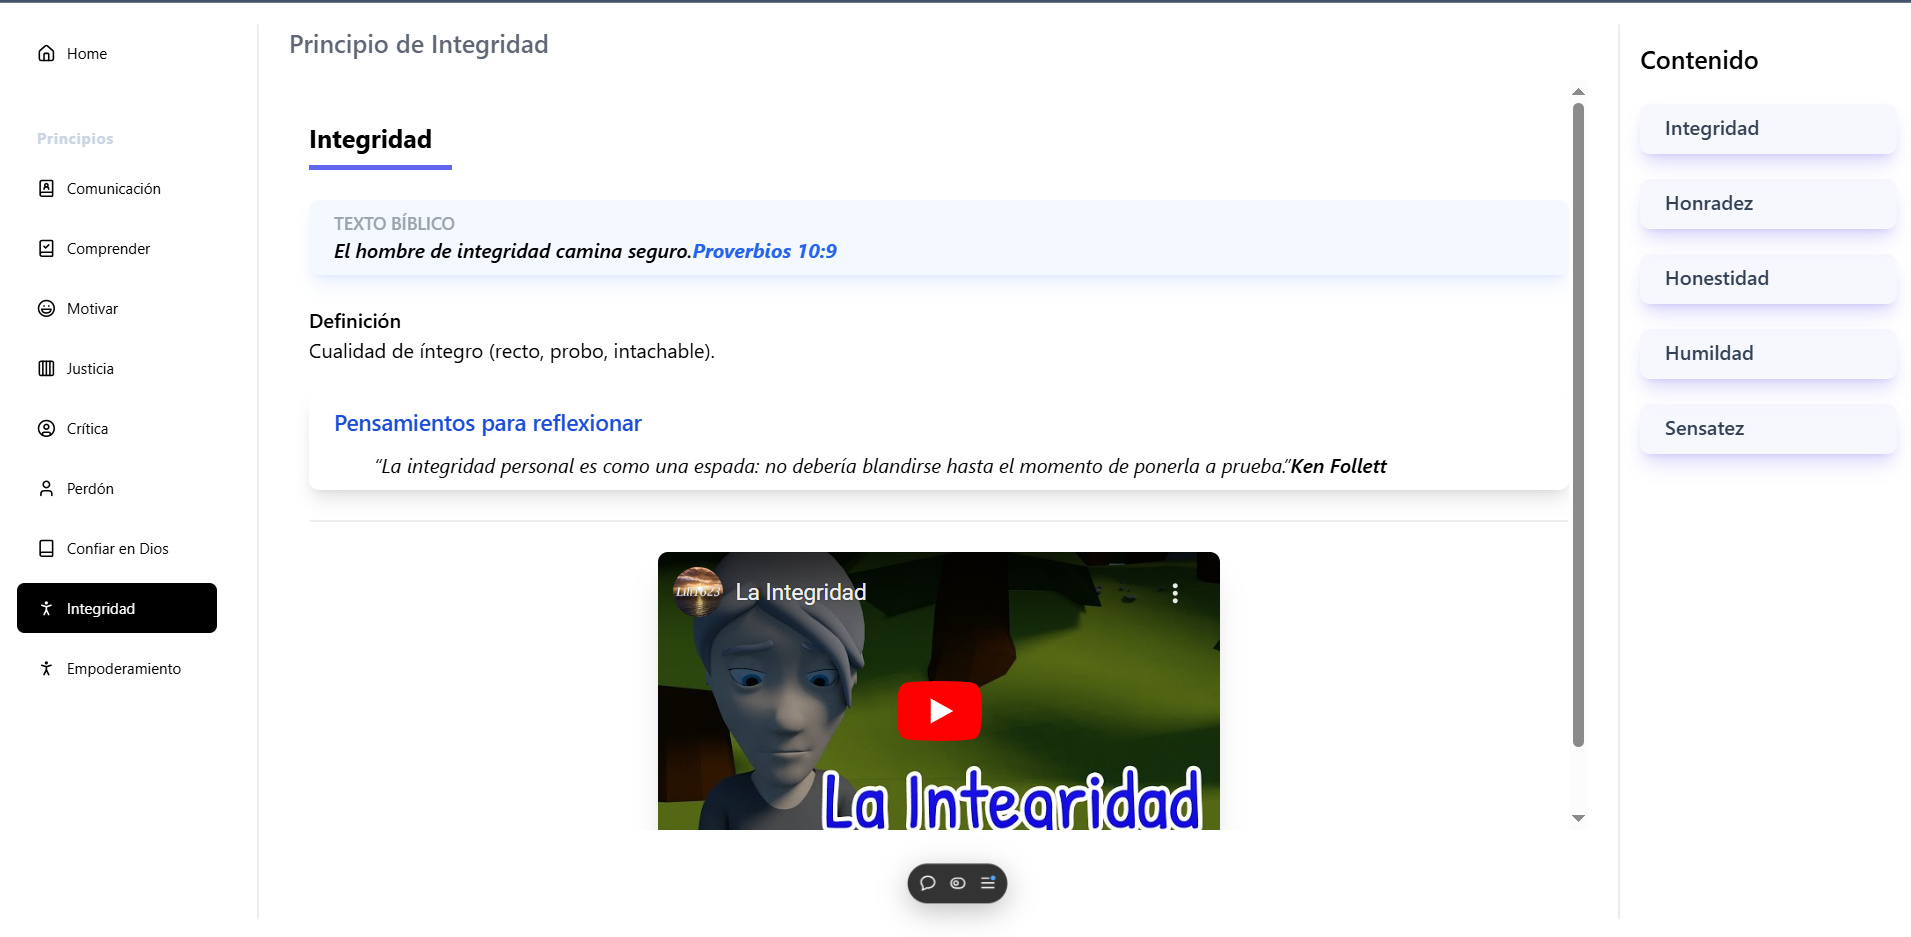 Home
Principios
Comunicación
Comprender
Motivar
Justicia
Crítica
Perdón
Confiar en Dios
Integridad
Empoderamiento
Principio de Integridad
Integridad
TEXTO BÍBLICO
El hombre de integridad camina seguro.Proverbios 10:9
Definición
Cualidad de íntegro (recto, probo, intachable).
Pensamientos para reflexionar
“La integridad personal es como una espada: no debería blandirse hasta el momento de ponerla a prueba.”Ken Follett
Lili1623
La Integridad
La Integridad
Contenido
Integridad
Honradez
Honestidad
Humildad
Sensatez